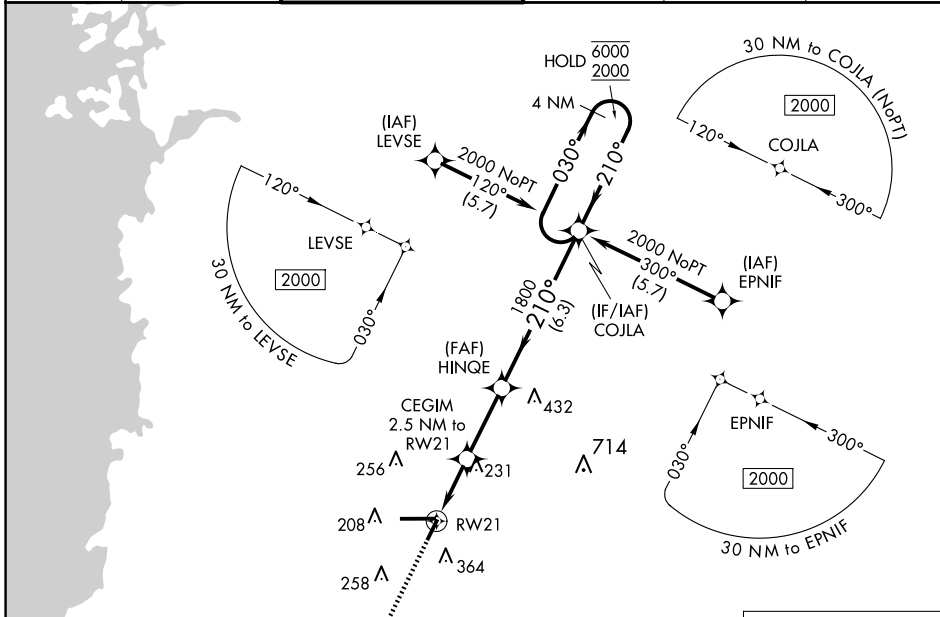 HOLD 6000
2000
4 NM
030°
210°
(IAF)
LEVSE
2000 NoPT
120°
(5.7)
30 NM to COJLA (NoPT)
2000
120°
COJLA
300°
120°
LEVSE
2000
030°
30 NM to LEVSE
2000 NoPT
300°
(5.7)
(IAF)
EPNIF
(IF/IAF)
COJLA
1800
210°
(6.3)
(FAF)
HINQE
432
CEGIM
2.5 NM to
RW21
256
231
714
208
RW21
364
258
EPNIF
300°
030°
2000
30 NM to EPNIF